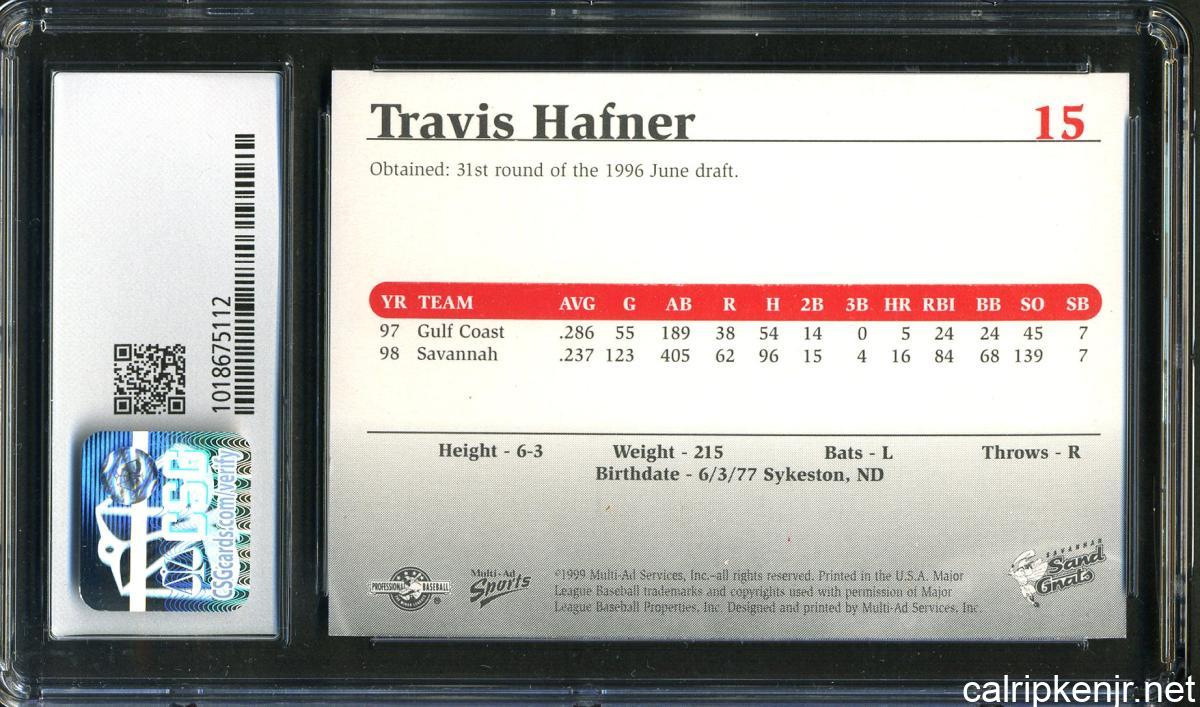 Travis Hafner 15
Obtained: 31st round of the 1996 June draft.
YR TEAM AVG G AB R H 2B 3B HR RBI BB SO SB
97 Gulf Coast .286 55 189 38 54 14 0 5 24 24 45 7
98 Savannah .237 123 405 62 96 15 4 16 84 68 139 7
Height - 6-3 Weight - 215 Bats - L Throws - R
Birthdate - 6/3/77 Sykeston, ND
PROFESSIONAL BASEBALL
Multi-Ad
Sports
©1999 Multi-Ad Services, Inc.–all rights reserved. Printed in the U.S.A. Major
League Baseball trademarks and copyrights used with permission of Major
League Baseball Properties, Inc. Designed and printed by Multi-Ad Services, Inc.
SAVANNAH
Sand
Gnats
1018675112
CSG
CSGcards.com/verify
calripkenjr.net